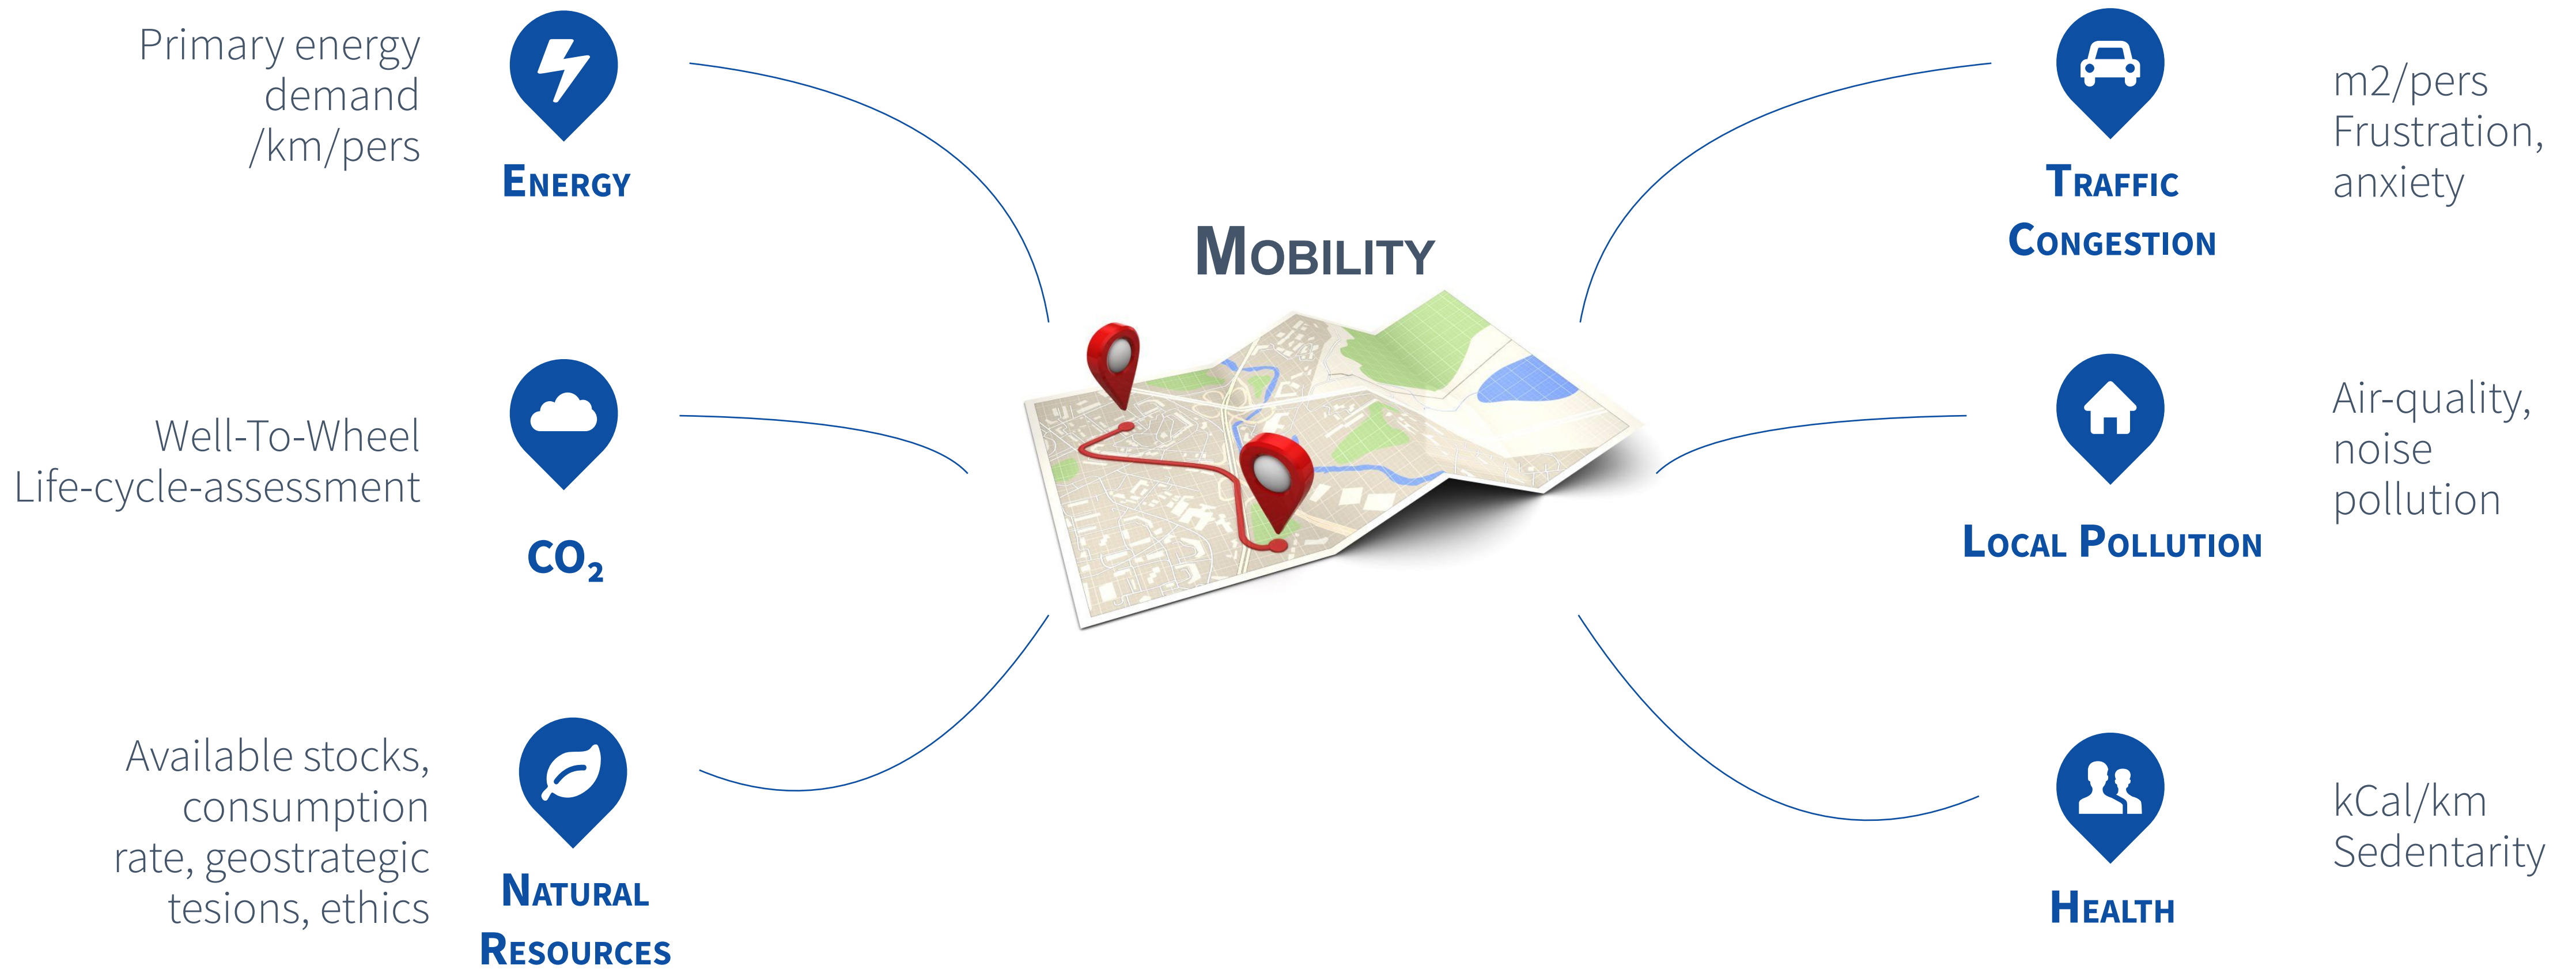 Primary energy
demand
/km/pers
ENERGY
Well-To-Wheel
Life-cycle-assessment
CO₂
Available stocks,
consumption
rate, geostrategic
tesions, ethics
NATURAL
RESOURCES
MOBILITY
TRAFFIC
CONGESTION
m2/pers
Frustration,
anxiety
LOCAL POLLUTION
Air-quality,
noise
pollution
HEALTH
kCal/km
Sedentarity